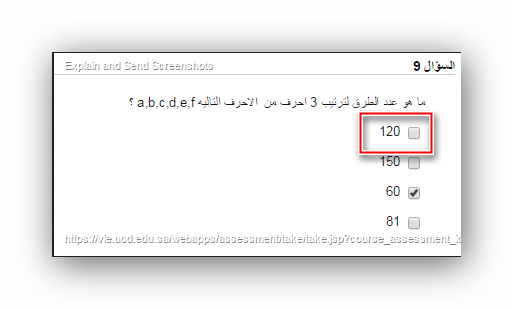 Explain and Send Screenshots
السؤال 9
ما هو عدد الطرق لترتيب 3 احرف من الاحرف التاليه a,b,c,d,e,f ؟
120
150
60
81
https://vle.uod.edu.sa/webapps/assessment/take/take.jsp?course_assessment_